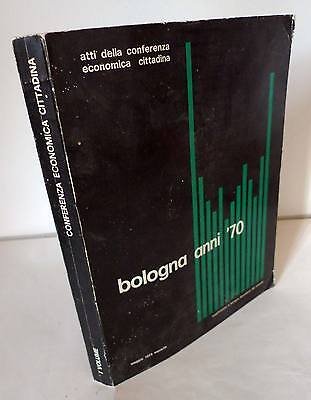 atti della conferenza
economica cittadina
bologna anni '70
CONFERENZA ECONOMICA CITTADINA
I VOLUME